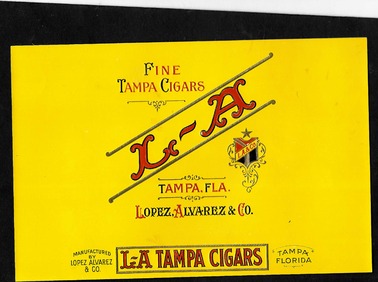 FINE
TAMPA CIGARS
L-A
TAMPA. FLA.
LOPEZ. ALVAREZ & CO.
MANUFACTURED
BY
LOPEZ ALVAREZ
& CO.
L-A TAMPA CIGARS
TAMPA
FLORIDA